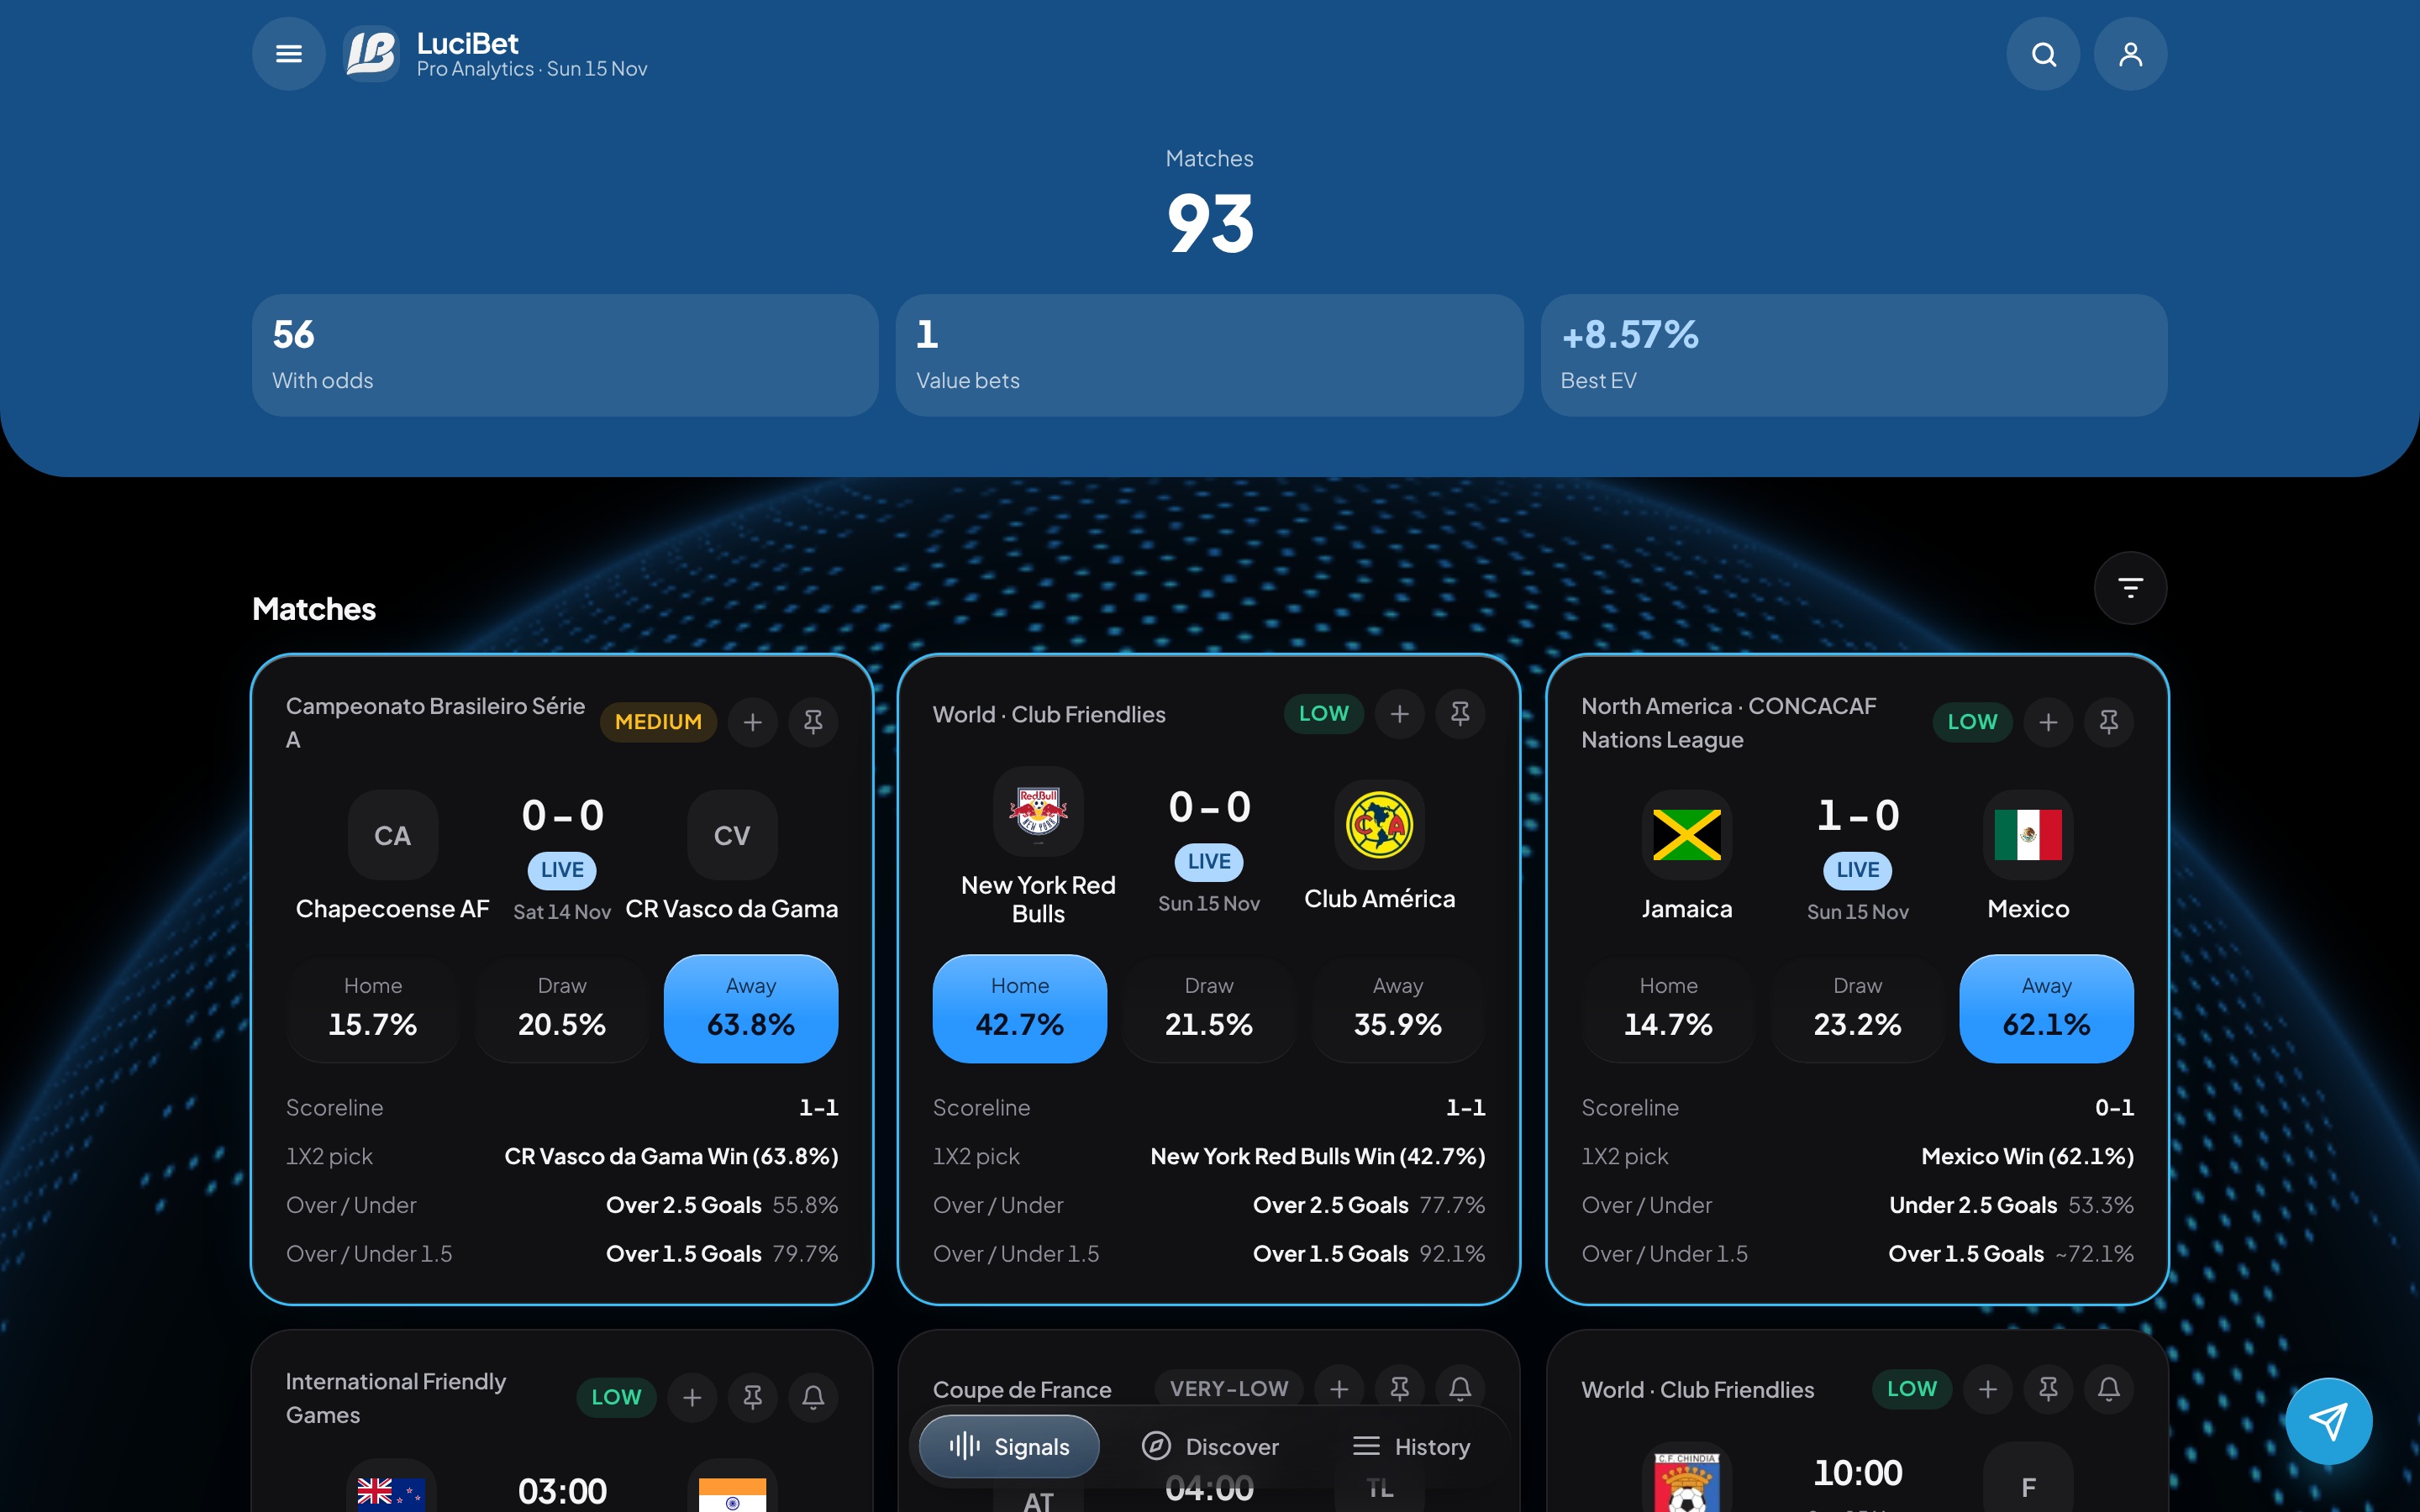 LuciBet
Pro Analytics · Sun 15 Nov
Matches
93
56
With odds
1
Value bets
+8.57%
Best EV
Matches
Campeonato Brasileiro Série
A
MEDIUM
CA
0 – 0
CV
LIVE
Chapecoense AF
Sat 14 Nov
CR Vasco da Gama
Home
15.7%
Draw
20.5%
Away
63.8%
Scoreline
1-1
1X2 pick
CR Vasco da Gama Win (63.8%)
Over / Under
Over 2.5 Goals 55.8%
Over / Under 1.5
Over 1.5 Goals 79.7%
World · Club Friendlies
LOW
Red Bull
NEW YORK
0 – 0
CA
LIVE
New York Red
Bulls
Sun 15 Nov
Club América
Home
42.7%
Draw
21.5%
Away
35.9%
Scoreline
1-1
1X2 pick
New York Red Bulls Win (42.7%)
Over / Under
Over 2.5 Goals 77.7%
Over / Under 1.5
Over 1.5 Goals 92.1%
North America · CONCACAF
Nations League
LOW
1 – 0
LIVE
Jamaica
Sun 15 Nov
Mexico
Home
14.7%
Draw
23.2%
Away
62.1%
Scoreline
0-1
1X2 pick
Mexico Win (62.1%)
Over / Under
Under 2.5 Goals 53.3%
Over / Under 1.5
Over 1.5 Goals ~72.1%
International Friendly
Games
LOW
03:00
Coupe de France
VERY-LOW
AT
04:00
TL
World · Club Friendlies
LOW
C.F. CHINDIA
10:00
F
Signals
Discover
History